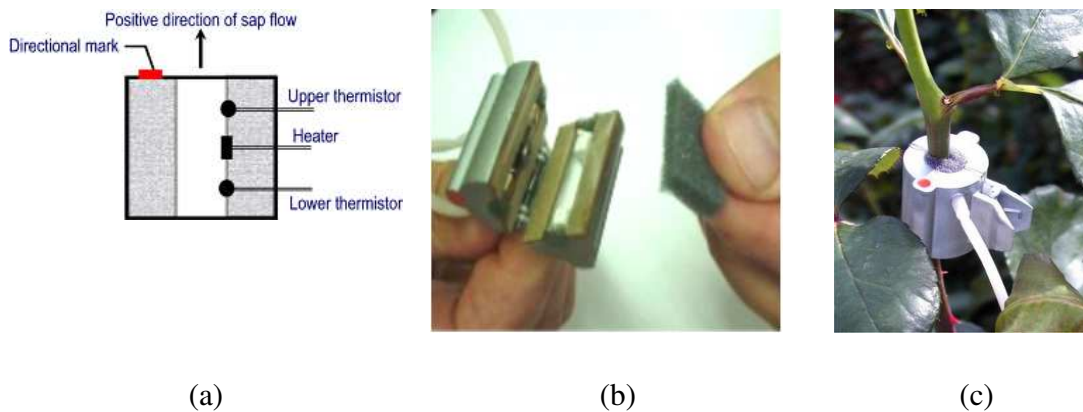 Positive direction of sap flow
Directional mark
Upper thermistor
Heater
Lower thermistor
(a)
(b)
(c)